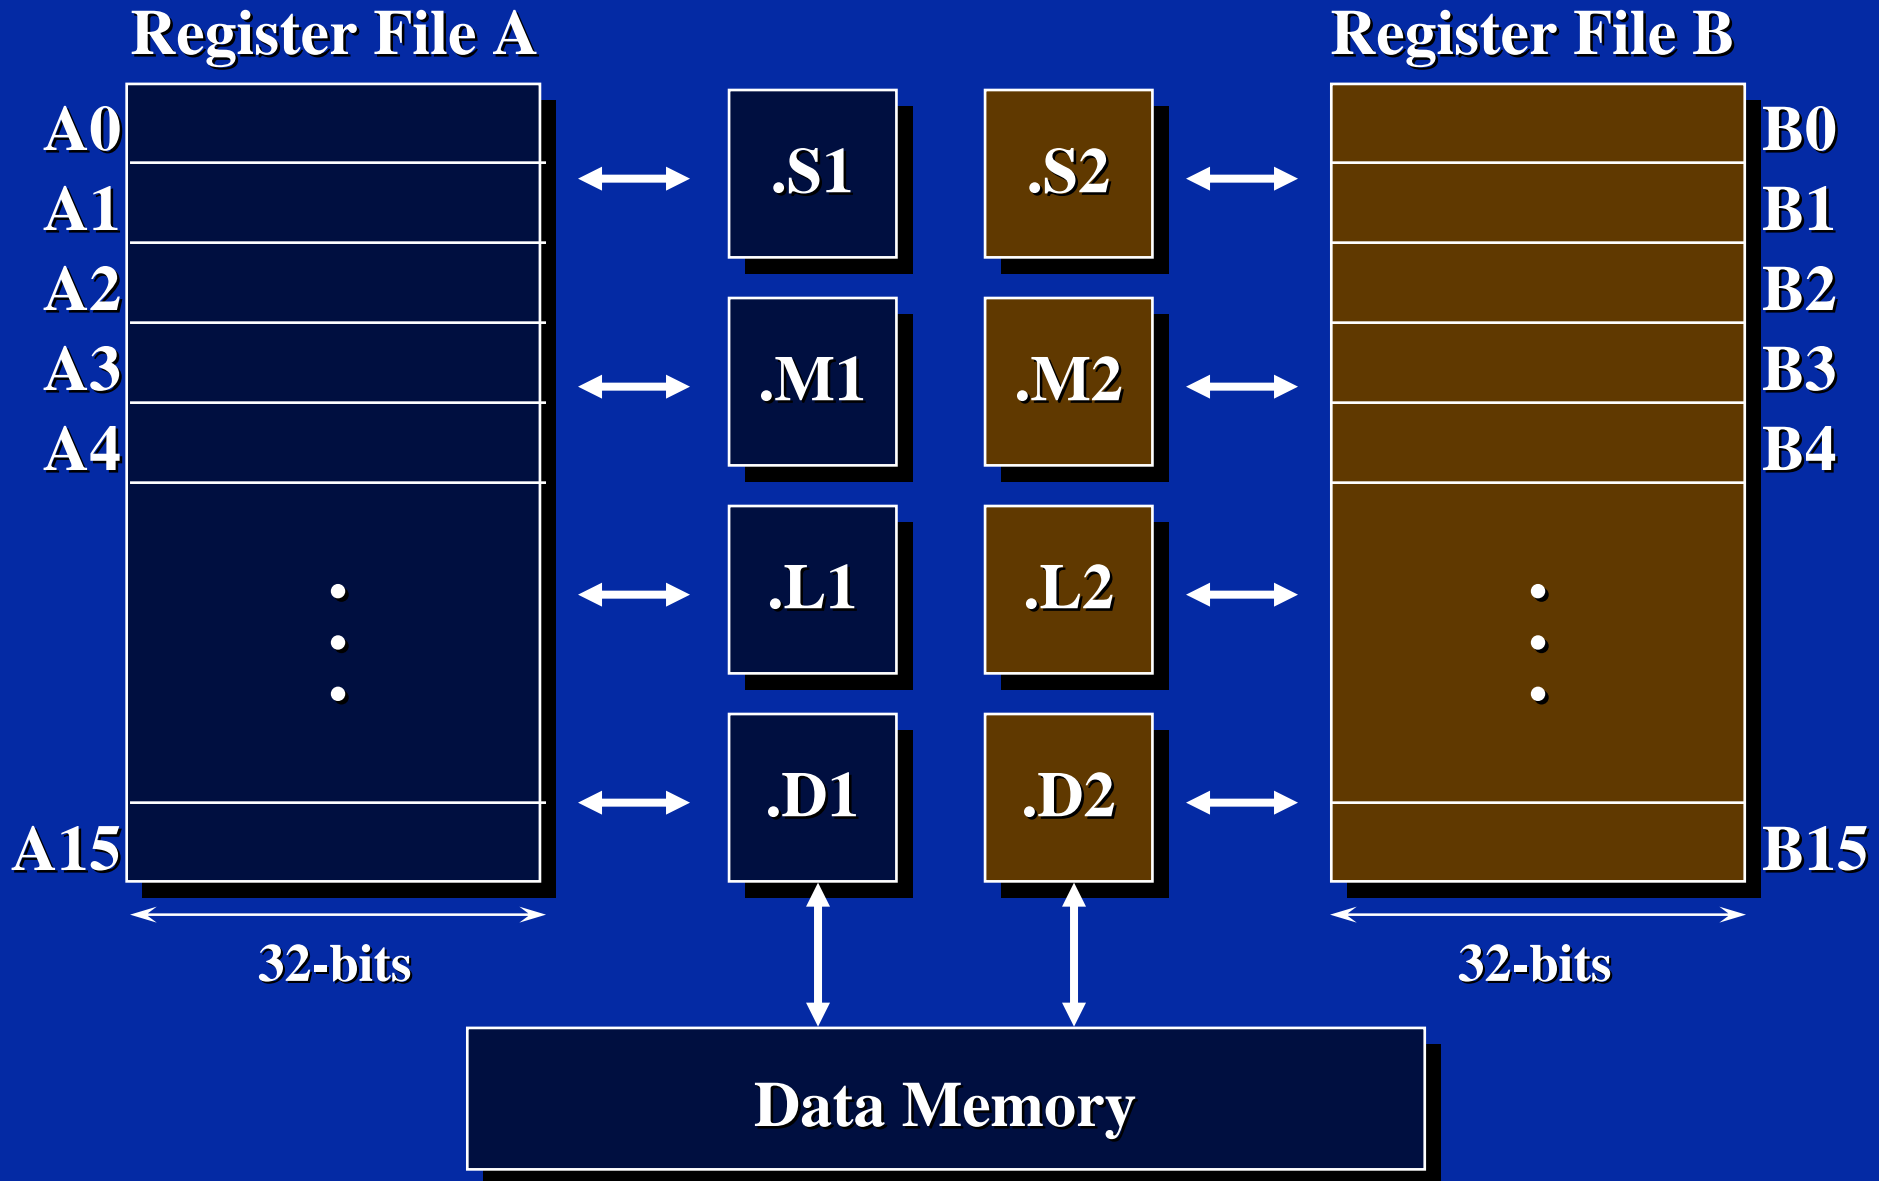 Register File A
Register File B
A0
.S1
.S2
B0
A1
B1
A2
B2
A3
.M1
.M2
B3
A4
B4
.L1
.L2
.D1
.D2
A15
B15
32-bits
32-bits
Data Memory